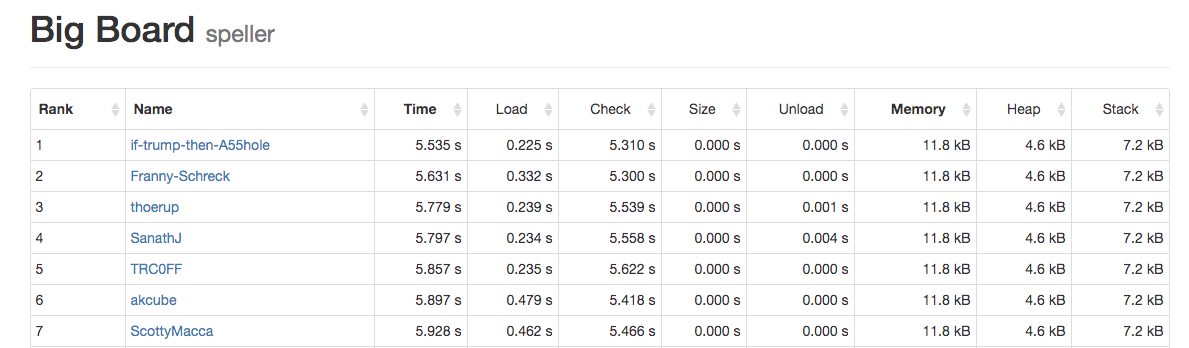 Big Board speller
Rank Name Time Load Check Size Unload Memory Heap Stack
1 if-trump-then-A55hole 5.535 s 0.225 s 5.310 s 0.000 s 0.000 s 11.8 kB 4.6 kB 7.2 kB
2 Franny-Schreck 5.631 s 0.332 s 5.300 s 0.000 s 0.000 s 11.8 kB 4.6 kB 7.2 kB
3 thoerup 5.779 s 0.239 s 5.539 s 0.000 s 0.001 s 11.8 kB 4.6 kB 7.2 kB
4 SanathJ 5.797 s 0.234 s 5.558 s 0.000 s 0.004 s 11.8 kB 4.6 kB 7.2 kB
5 TRC0FF 5.857 s 0.235 s 5.622 s 0.000 s 0.000 s 11.8 kB 4.6 kB 7.2 kB
6 akcube 5.897 s 0.479 s 5.418 s 0.000 s 0.000 s 11.8 kB 4.6 kB 7.2 kB
7 ScottyMacca 5.928 s 0.462 s 5.466 s 0.000 s 0.000 s 11.8 kB 4.6 kB 7.2 kB